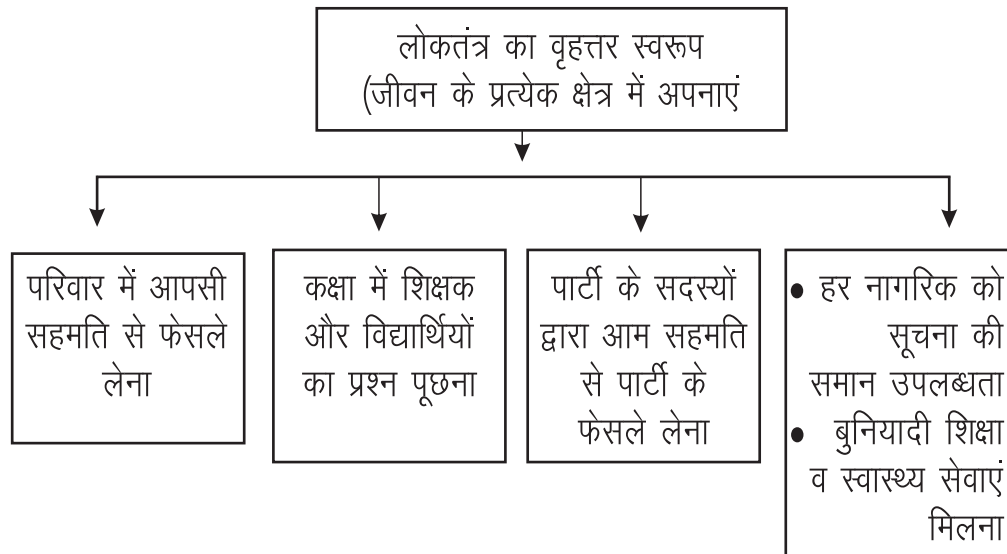 लोकतंत्र का वृहत्तर स्वरूप
(जीवन के प्रत्येक क्षेत्र में अपनाएं
परिवार में आपसी
सहमति से फेसले
लेना
कक्षा में शिक्षक
और विद्यार्थियों
का प्रश्न पूछना
पार्टी के सदस्यों
द्वारा आम सहमति
से पार्टी के
फेसले लेना
• हर नागरिक को
सूचना की
समान उपलब्धता
• बुनियादी शिक्षा
व स्वास्थ्य सेवाएं
मिलना